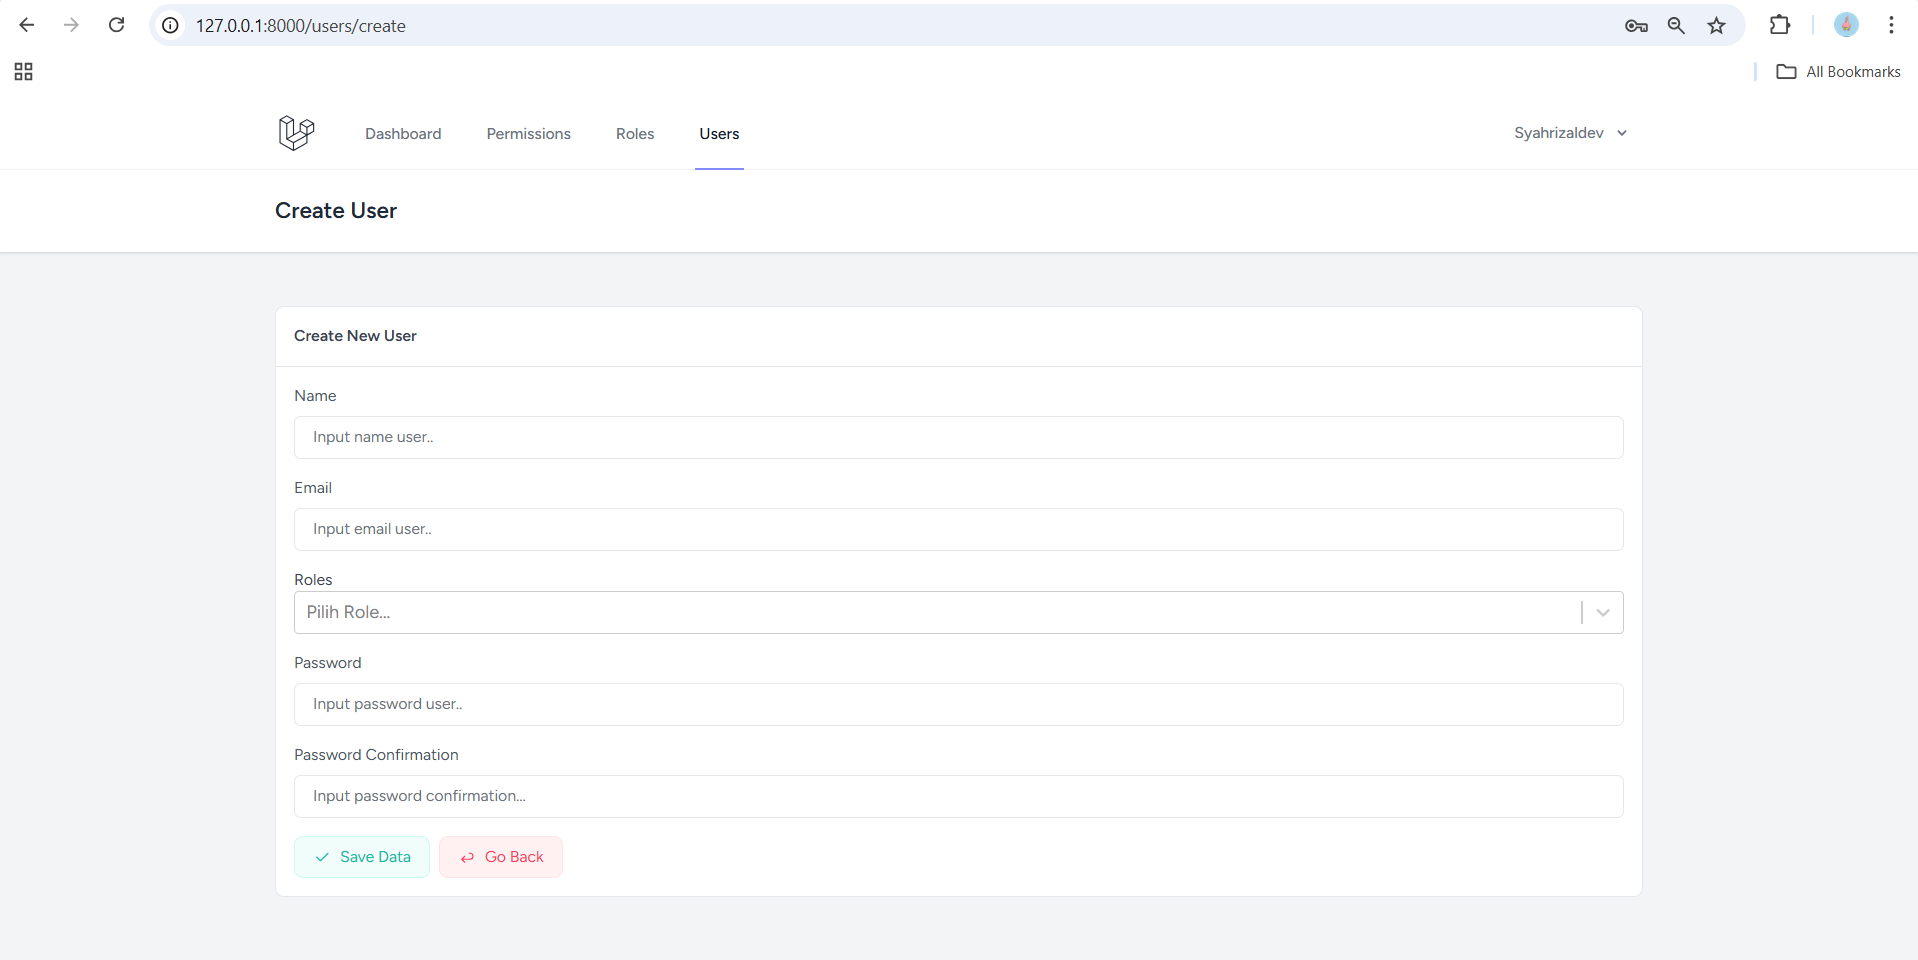 127.0.0.1:8000/users/create
All Bookmarks
Dashboard Permissions Roles Users Syahrizaldev
Create User
Create New User
Name
Input name user..
Email
Input email user..
Roles
Pilih Role...
Password
Input password user..
Password Confirmation
Input password confirmation...
Save Data Go Back